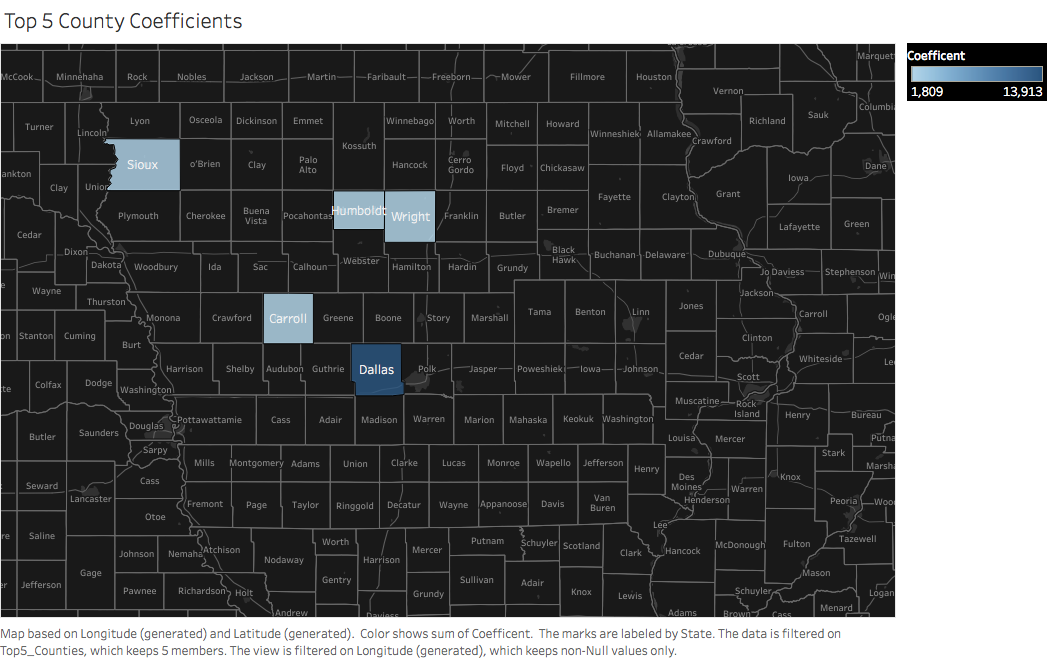 Top 5 County Coefficients
Coefficent
1,809 13,913
McCook Minnehaha Rock Nobles Jackson Martin Faribault Freeborn Mower Fillmore Houston Marquet
Vernon
Turner Lincoln Lyon Osceola Dickinson Emmet Kossuth Winnebago Worth Mitchell Howard Winneshiek Allamakee Crawford Richland Sauk Columbia
ankton Clay Union Sioux o'Brien Clay Palo Alto Hancock Cerro Gordo Floyd Chickasaw Fayette Clayton Grant Iowa Dane
Plymouth Cherokee Buena Vista Pocahontas Humboldt Wright Franklin Butler Bremer Lafayette Green
Cedar Dixon Dakota Woodbury Ida Sac Calhoun Webster Hamilton Hardin Grundy Black Hawk Buchanan Delaware Dubuque Jo Daviess Stephenson Win
e Wayne Thurston Monona Crawford Carroll Greene Boone Story Marshall Tama Benton Linn Jones Jackson Carroll Ogle
on Stanton Cuming Burt Harrison Shelby Audubon Guthrie Dallas Polk Jasper Poweshiek Iowa Johnson Cedar Clinton Whiteside Lee
tte Colfax Dodge Washington Scott
Muscatine Rock Island Henry Bureau
Butler Saunders Douglas Pottawattamie Cass Adair Madison Warren Marion Mahaska Keokuk Washington Louisa Mercer Putna
Sarpy Stark
Seward Lancaster Cass Mills Montgomery Adams Union Clarke Lucas Monroe Wapello Jefferson Henry Des Moines Warren Knox Marsha
Otoe Fremont Page Taylor Ringgold Decatur Wayne Appanoose Davis Van Buren Henderson Peoria Woo
re Saline Lee
Gage Johnson Nemaha Atchison Nodaway Worth Harrison Mercer Putnam Schuyler Scotland Clark Hancock McDonough Fulton Tazewell
er Jefferson Pawnee Richardson Holt Gentry Grundy Sullivan Adair Knox Lewis Schuyler Mason Logan
Andrew Daviess Adams Brown Cass Menard
Map based on Longitude (generated) and Latitude (generated). Color shows sum of Coefficent. The marks are labeled by State. The data is filtered on
Top5_Counties, which keeps 5 members. The view is filtered on Longitude (generated), which keeps non-Null values only.